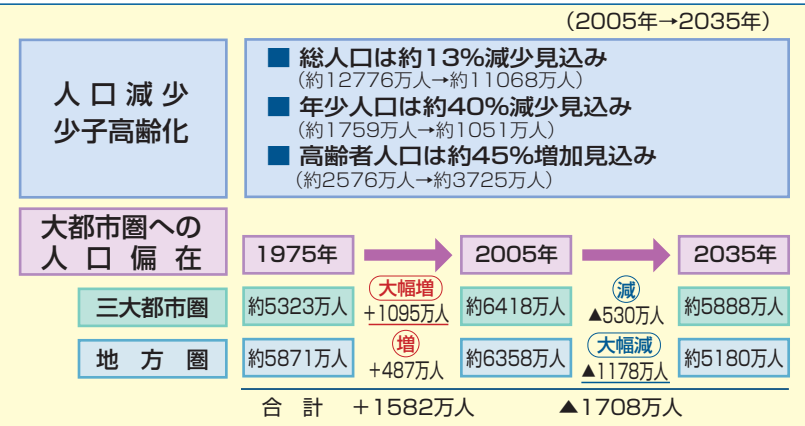 （2005年→2035年）
人口減少
少子高齢化
■ 総人口は約13%減少見込み
（約12776万人→約11068万人）
■ 年少人口は約40%減少見込み
（約1759万人→約1051万人）
■ 高齢者人口は約45%増加見込み
（約2576万人→約3725万人）
大都市圏への
人口偏在
1975年 2005年 2035年
三大都市圏 約5323万人 大幅増 +1095万人 約6418万人 減 ▲530万人 約5888万人
地方圏 約5871万人 増 +487万人 約6358万人 大幅減 ▲1178万人 約5180万人
合計 +1582万人 ▲1708万人